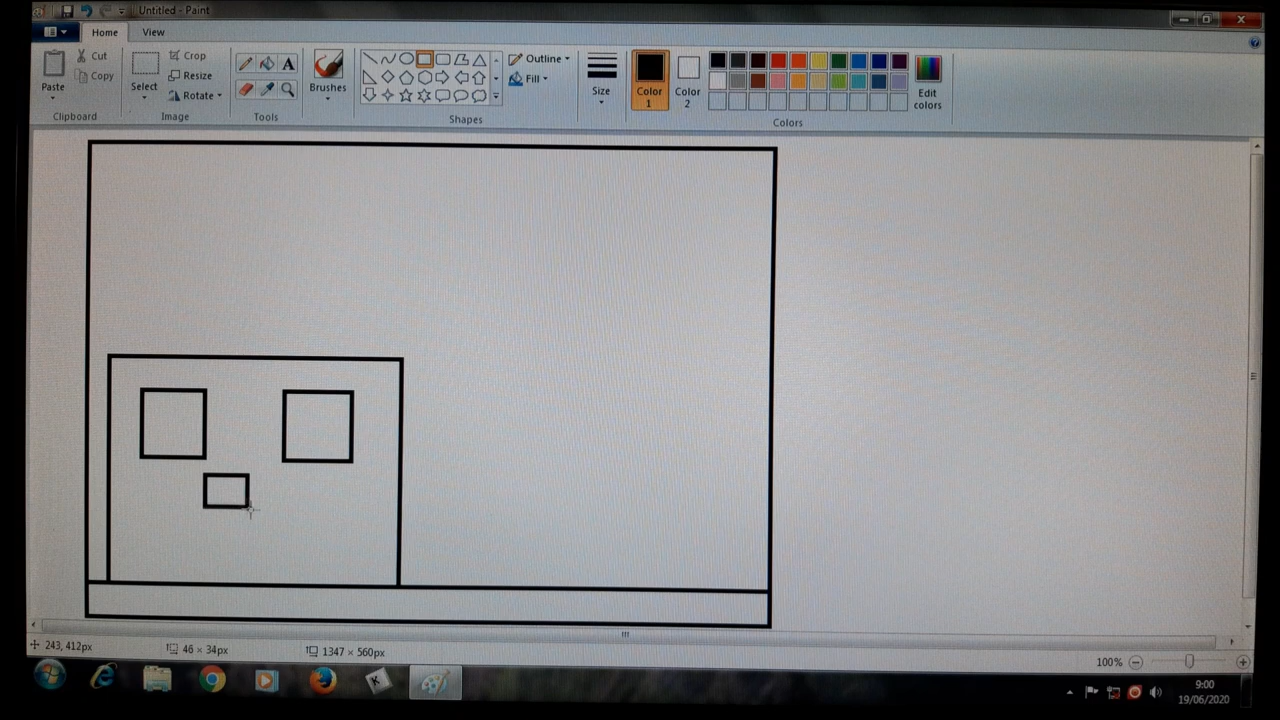 Untitled - Paint
Home View
Paste
Cut
Copy
Clipboard
Select
Crop
Resize
Rotate
Image
A
Tools
Brushes
Outline
Fill
Shapes
Size
Color 1
Color 2
Edit colors
Colors
243, 412px 46 × 34px 1347 × 560px 100%
K
9:00
19/06/2020